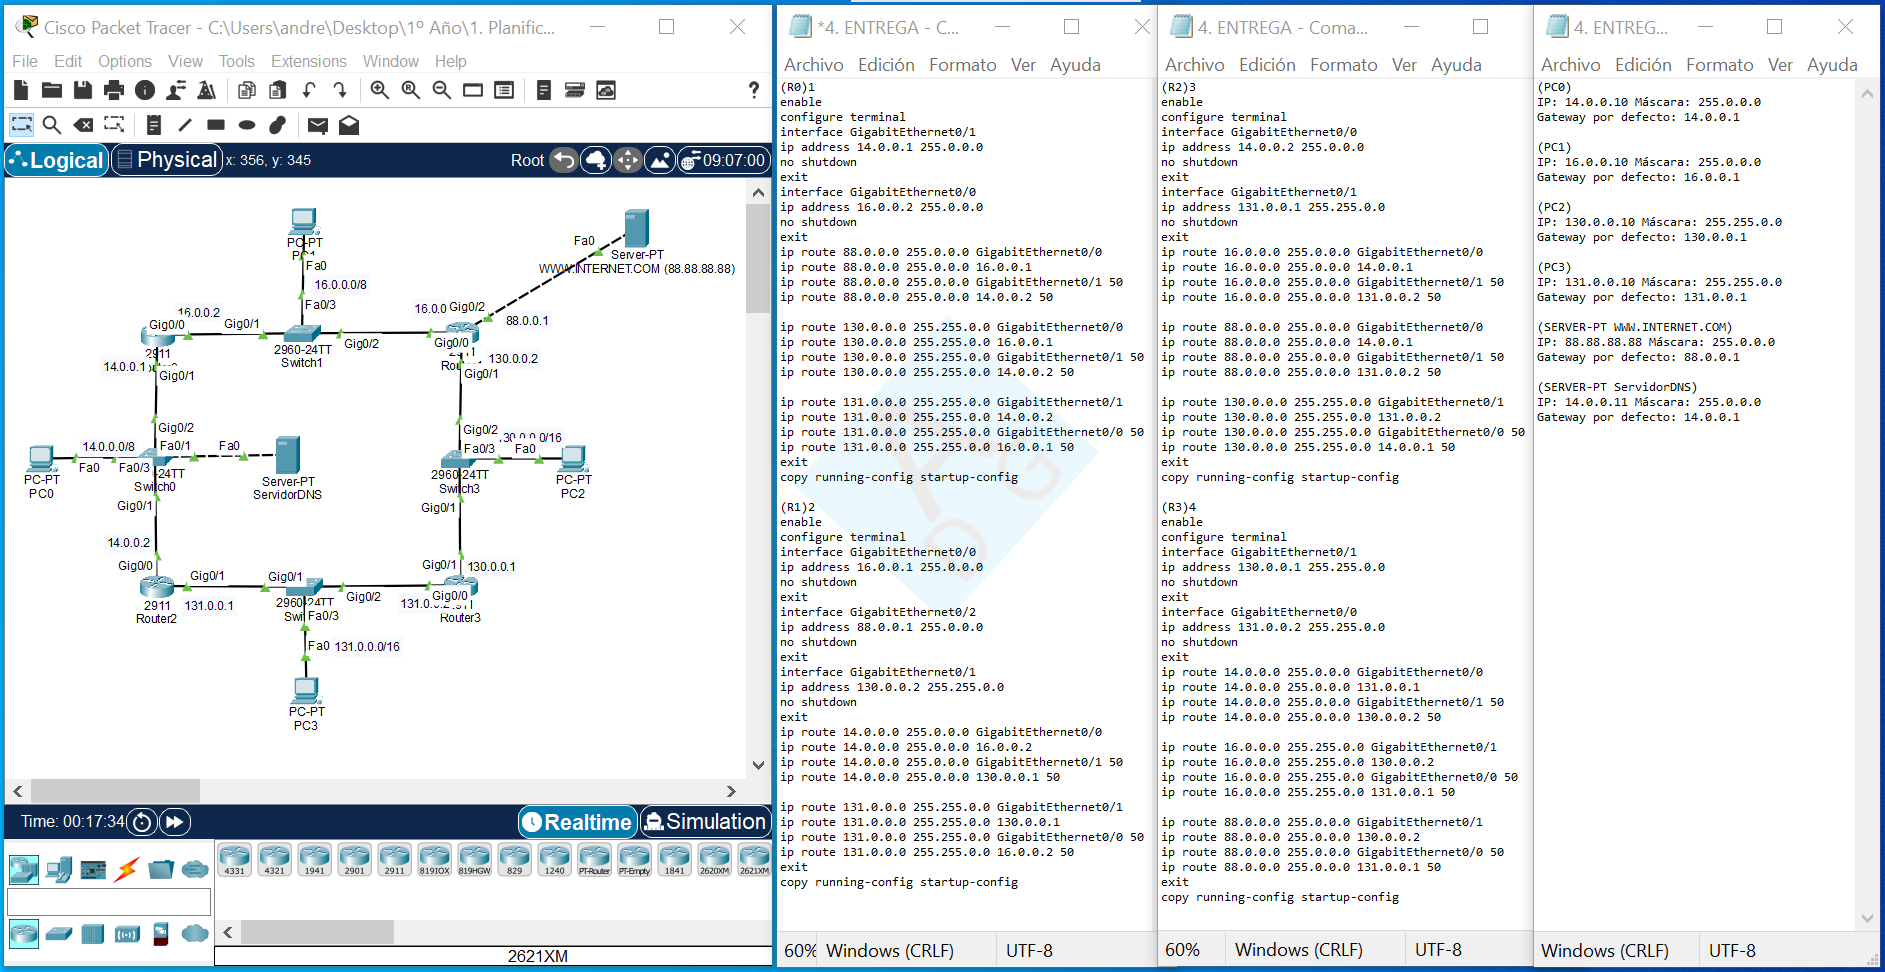 Cisco Packet Tracer - C:\Users\andre\Desktop\1º Año\1. Planific...
File Edit Options View Tools Extensions Window Help
?
Logical Physical x: 356, y: 345 Root 09:07:00
PC-PT
PC1
Fa0
16.0.0.0/8
Fa0/3
Fa0
Server-PT
WWW.INTERNET.COM (88.88.88.88)
16.0.0.2
Gig0/0
Gig0/1
2960-24TT
Switch1
Gig0/2
16.0.0
Gig0/2
88.0.0.1
Gig0/0
2911
14.0.0.1
Gig0/1
130.0.0.2
Rou
Gig0/1
Gig0/2
14.0.0.0/8
Fa0/1
Fa0
Fa0
Fa0/3
-24TT
Switch0
PC-PT
PC0
Server-PT
ServidorDNS
Gig0/1
Gig0/2
130.0.0.0/16
Fa0/3
Fa0
2960-24TT
Switch3
PC-PT
PC2
Gig0/1
14.0.0.2
Gig0/0
Gig0/1
131.0.0.1
2911
Router2
Gig0/1
2960-24TT
Swit
Fa0/3
Gig0/2
Gig0/1
130.0.0.1
131.0.0.2
Gig0/0
2911
Router3
Fa0
131.0.0.0/16
PC-PT
PC3
Time: 00:17:34 Realtime Simulation
4331 4321 1941 2901 2911 819IOX 819HGW 829 1240 PT-Router PT-Empty 1841 2620XM 2621XM
2621XM
*4. ENTREGA - C...
Archivo Edición Formato Ver Ayuda
(R0)1
enable
configure terminal
interface GigabitEthernet0/1
ip address 14.0.0.1 255.0.0.0
no shutdown
exit
interface GigabitEthernet0/0
ip address 16.0.0.2 255.0.0.0
no shutdown
exit
ip route 88.0.0.0 255.0.0.0 GigabitEthernet0/0
ip route 88.0.0.0 255.0.0.0 16.0.0.1
ip route 88.0.0.0 255.0.0.0 GigabitEthernet0/1 50
ip route 88.0.0.0 255.0.0.0 14.0.0.2 50
ip route 130.0.0.0 255.255.0.0 GigabitEthernet0/0
ip route 130.0.0.0 255.255.0.0 16.0.0.1
ip route 130.0.0.0 255.255.0.0 GigabitEthernet0/1 50
ip route 130.0.0.0 255.255.0.0 14.0.0.2 50
ip route 131.0.0.0 255.255.0.0 GigabitEthernet0/1
ip route 131.0.0.0 255.255.0.0 14.0.0.2
ip route 131.0.0.0 255.255.0.0 GigabitEthernet0/0 50
ip route 131.0.0.0 255.255.0.0 16.0.0.1 50
exit
copy running-config startup-config
(R1)2
enable
configure terminal
interface GigabitEthernet0/0
ip address 16.0.0.1 255.0.0.0
no shutdown
exit
interface GigabitEthernet0/2
ip address 88.0.0.1 255.0.0.0
no shutdown
exit
interface GigabitEthernet0/1
ip address 130.0.0.2 255.255.0.0
no shutdown
exit
ip route 14.0.0.0 255.0.0.0 GigabitEthernet0/0
ip route 14.0.0.0 255.0.0.0 16.0.0.2
ip route 14.0.0.0 255.0.0.0 GigabitEthernet0/1 50
ip route 14.0.0.0 255.0.0.0 130.0.0.1 50
ip route 131.0.0.0 255.255.0.0 GigabitEthernet0/1
ip route 131.0.0.0 255.255.0.0 130.0.0.1
ip route 131.0.0.0 255.255.0.0 GigabitEthernet0/0 50
ip route 131.0.0.0 255.255.0.0 16.0.0.2 50
exit
copy running-config startup-config
60% Windows (CRLF) UTF-8
4. ENTREGA - Coma...
Archivo Edición Formato Ver Ayuda
(R2)3
enable
configure terminal
interface GigabitEthernet0/0
ip address 14.0.0.2 255.0.0.0
no shutdown
exit
interface GigabitEthernet0/1
ip address 131.0.0.1 255.255.0.0
no shutdown
exit
ip route 16.0.0.0 255.0.0.0 GigabitEthernet0/0
ip route 16.0.0.0 255.0.0.0 14.0.0.1
ip route 16.0.0.0 255.0.0.0 GigabitEthernet0/1 50
ip route 16.0.0.0 255.0.0.0 131.0.0.2 50
ip route 88.0.0.0 255.0.0.0 GigabitEthernet0/0
ip route 88.0.0.0 255.0.0.0 14.0.0.1
ip route 88.0.0.0 255.0.0.0 GigabitEthernet0/1 50
ip route 88.0.0.0 255.0.0.0 131.0.0.2 50
ip route 130.0.0.0 255.255.0.0 GigabitEthernet0/1
ip route 130.0.0.0 255.255.0.0 131.0.0.2
ip route 130.0.0.0 255.255.0.0 GigabitEthernet0/0 50
ip route 130.0.0.0 255.255.0.0 14.0.0.1 50
exit
copy running-config startup-config
(R3)4
enable
configure terminal
interface GigabitEthernet0/1
ip address 130.0.0.1 255.255.0.0
no shutdown
exit
interface GigabitEthernet0/0
ip address 131.0.0.2 255.255.0.0
no shutdown
exit
ip route 14.0.0.0 255.0.0.0 GigabitEthernet0/0
ip route 14.0.0.0 255.0.0.0 131.0.0.1
ip route 14.0.0.0 255.0.0.0 GigabitEthernet0/1 50
ip route 14.0.0.0 255.0.0.0 130.0.0.2 50
ip route 16.0.0.0 255.255.0.0 GigabitEthernet0/1
ip route 16.0.0.0 255.255.0.0 130.0.0.2
ip route 16.0.0.0 255.255.0.0 GigabitEthernet0/0 50
ip route 16.0.0.0 255.255.0.0 131.0.0.1 50
ip route 88.0.0.0 255.0.0.0 GigabitEthernet0/1
ip route 88.0.0.0 255.0.0.0 130.0.0.2
ip route 88.0.0.0 255.0.0.0 GigabitEthernet0/0 50
ip route 88.0.0.0 255.0.0.0 131.0.0.1 50
exit
copy running-config startup-config
60% Windows (CRLF) UTF-8
4. ENTREG...
Archivo Edición Formato Ver Ayuda
(PC0)
IP: 14.0.0.10 Máscara: 255.0.0.0
Gateway por defecto: 14.0.0.1
(PC1)
IP: 16.0.0.10 Máscara: 255.0.0.0
Gateway por defecto: 16.0.0.1
(PC2)
IP: 130.0.0.10 Máscara: 255.255.0.0
Gateway por defecto: 130.0.0.1
(PC3)
IP: 131.0.0.10 Máscara: 255.255.0.0
Gateway por defecto: 131.0.0.1
(SERVER-PT WWW.INTERNET.COM)
IP: 88.88.88.88 Máscara: 255.0.0.0
Gateway por defecto: 88.0.0.1
(SERVER-PT ServidorDNS)
IP: 14.0.0.11 Máscara: 255.0.0.0
Gateway por defecto: 14.0.0.1
Windows (CRLF) UTF-8